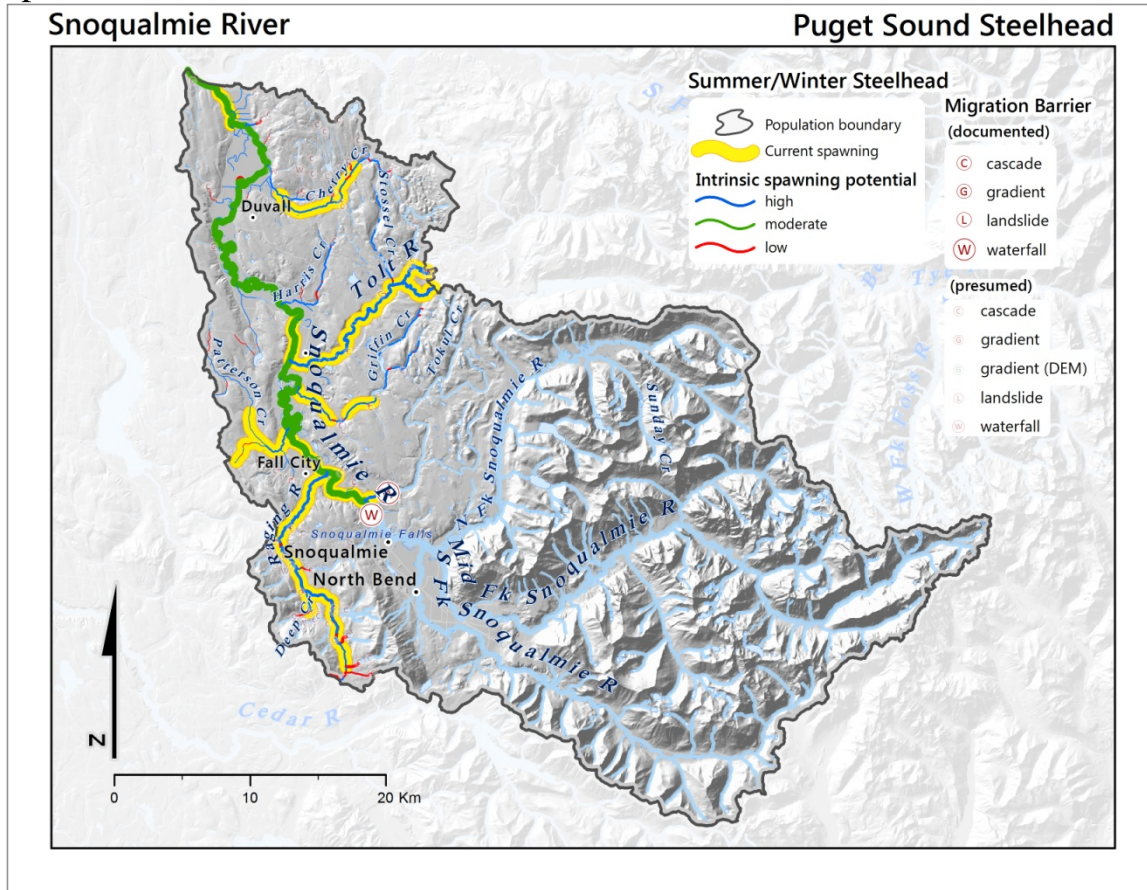 Snoqualmie River
Puget Sound Steelhead
Summer/Winter Steelhead
Population boundary
Current spawning
Intrinsic spawning potential
high
moderate
low
Migration Barrier
(documented)
C cascade
G gradient
L landslide
W waterfall
(presumed)
C cascade
G gradient
gradient (DEM)
L landslide
W waterfall
Duvall
Cherry Cr
Stossel Cr
Harris Cr
Tolt R
Snoqualmie R
Griffin Cr
Tokul Cr
Patterson Cr
Fall City
Raging R
W
Snoqualmie Falls
Snoqualmie
North Bend
Deep Cr
N Fk Snoqualmie R
Sunday Cr
Mid Fk Snoqualmie R
S Fk Snoqualmie R
W Fk Foss R
Cedar R
N
0 10 20 Km